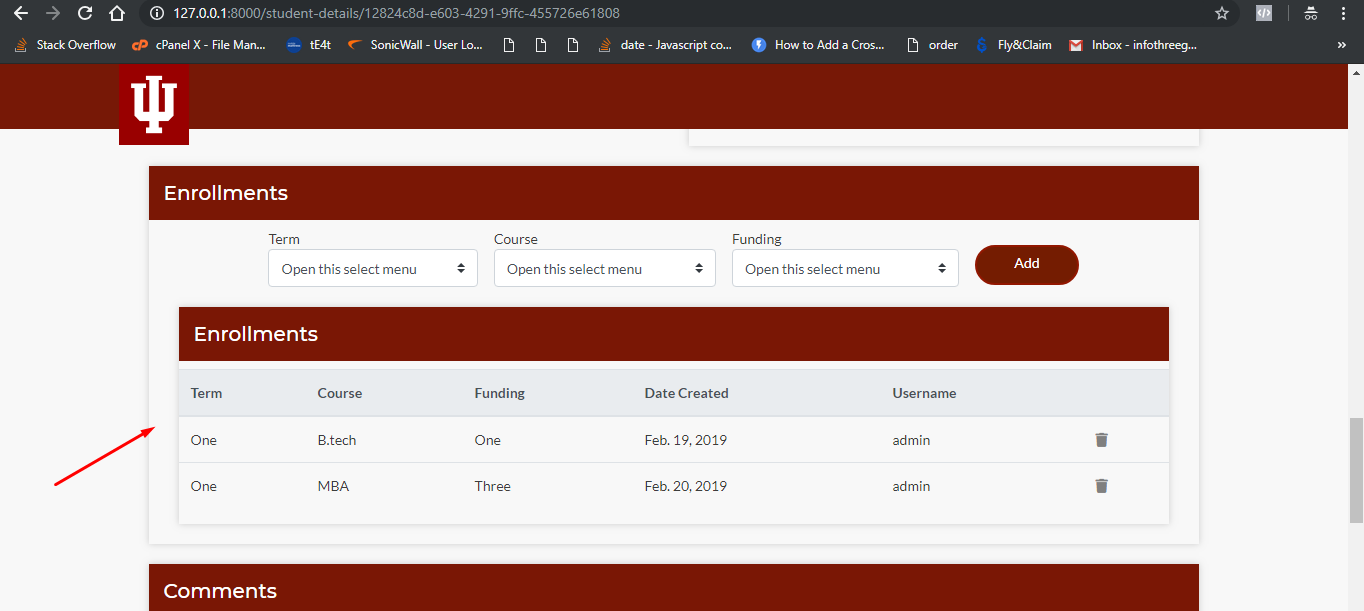 127.0.0.1:8000/student-details/12824c8d-e603-4291-9ffc-455726e61808
Stack Overflow cPanel X - File Man... tE4t SonicWall - User Lo... date - Javascript co... How to Add a Cros... order Fly&Claim Inbox - infothreeg... »
Enrollments
Term Course Funding
Open this select menu Open this select menu Open this select menu Add
Enrollments
Term Course Funding Date Created Username
One B.tech One Feb. 19, 2019 admin
One MBA Three Feb. 20, 2019 admin
Comments